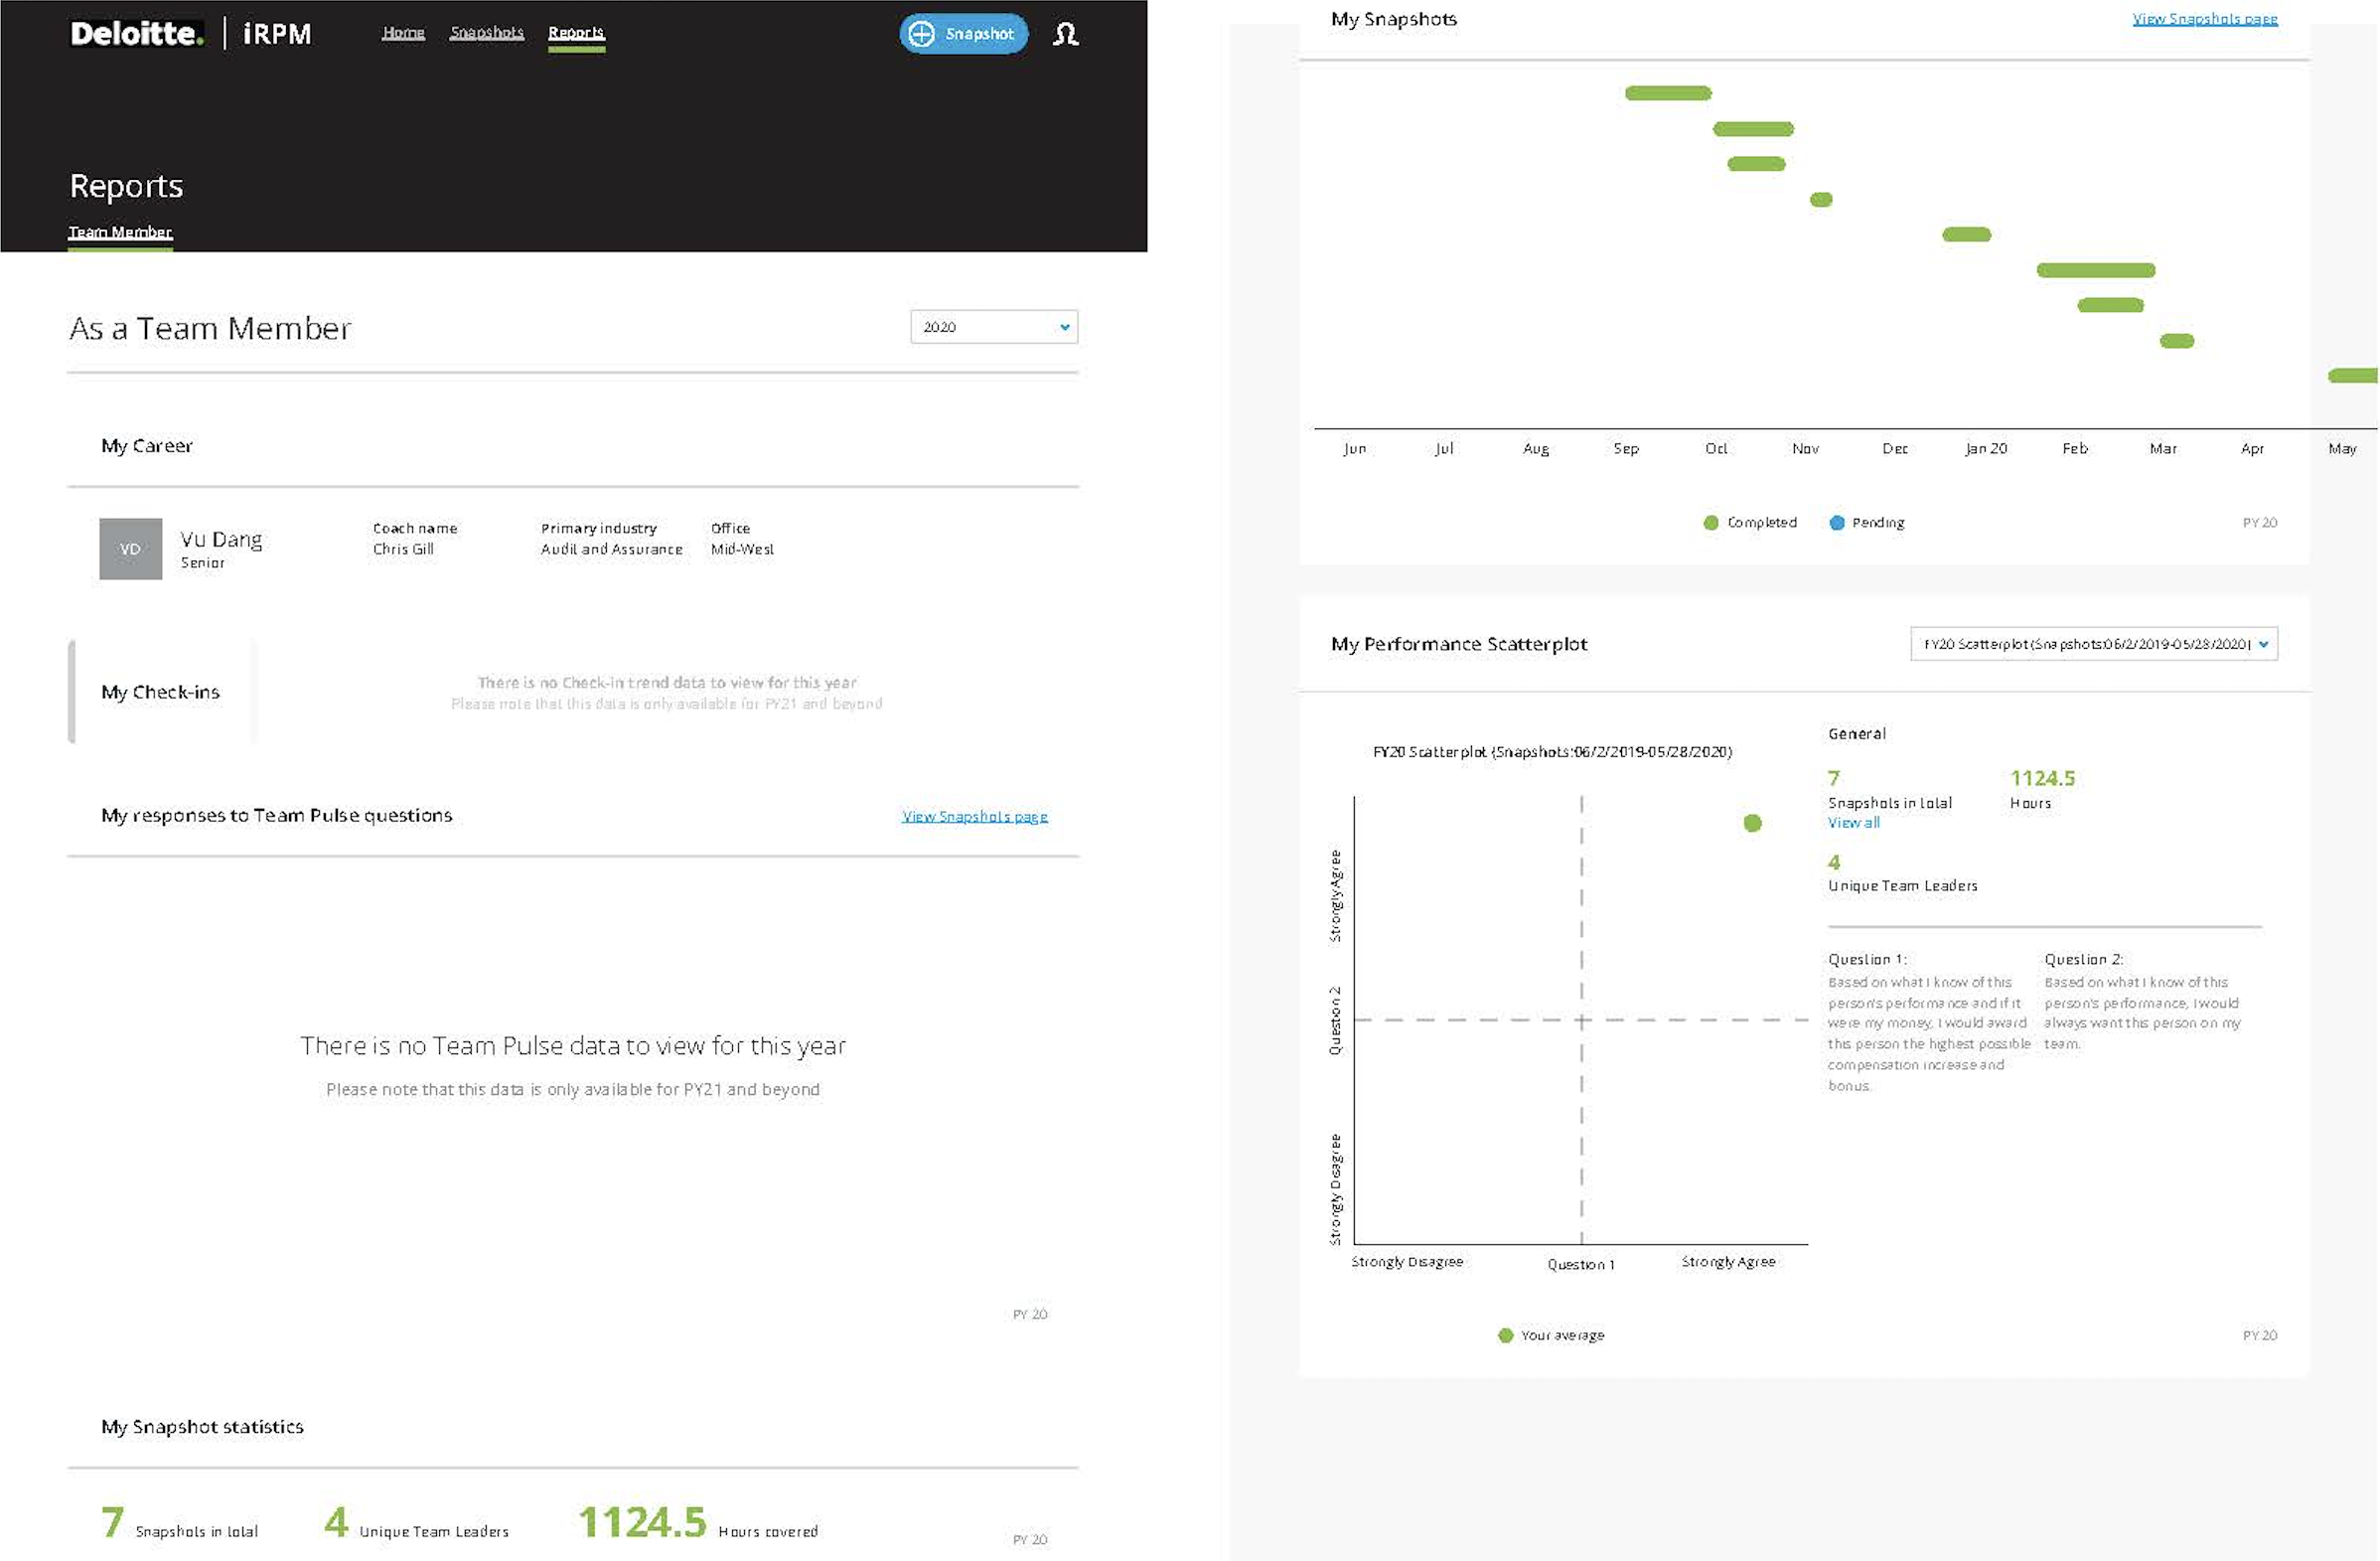 Deloitte. | iRPM
Home Snapshots Reports
Snapshot
Reports
Team Member
As a Team Member
2020
My Career
VD
Vu Dang
Senior
Coach name
Chris Gill
Primary industry
Audit and Assurance
Office
Mid-West
My Check-ins
There is no Check-in trend data to view for this year
Please note that this data is only available for PY21 and beyond
My responses to Team Pulse questions
View Snapshots page
There is no Team Pulse data to view for this year
Please note that this data is only available for PY21 and beyond
PY 20
My Snapshot statistics
7 Snapshots in total
4 Unique Team Leaders
1124.5 Hours covered
PY 20
My Snapshots
View Snapshots page
Jun Jul Aug Sep Oct Nov Dec Jan 20 Feb Mar Apr May
Completed
Pending
PY 20
My Performance Scatterplot
FY20 Scatterplot (Snapshots:06/2/2019-05/28/2020)
FY20 Scatterplot (Snapshots:06/2/2019-05/28/2020)
Strongly Agree
Question 2
Strongly Disagree
Strongly Disagree
Question 1
Strongly Agree
Your average
General
7
Snapshots in total
View all
1124.5
Hours
4
Unique Team Leaders
Question 1:
Based on what I know of this
person's performance and if it
were my money, I would award
this person the highest possible
compensation increase and
bonus.
Question 2:
Based on what I know of this
person's performance, I would
always want this person on my
team.
PY 20